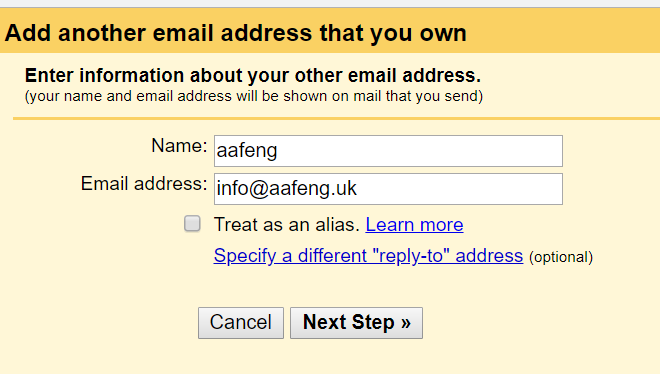 Add another email address that you own
Enter information about your other email address.
(your name and email address will be shown on mail that you send)
Name: aafeng
Email address: info@aafeng.uk
Treat as an alias. Learn more
Specify a different "reply-to" address (optional)
Cancel Next Step »